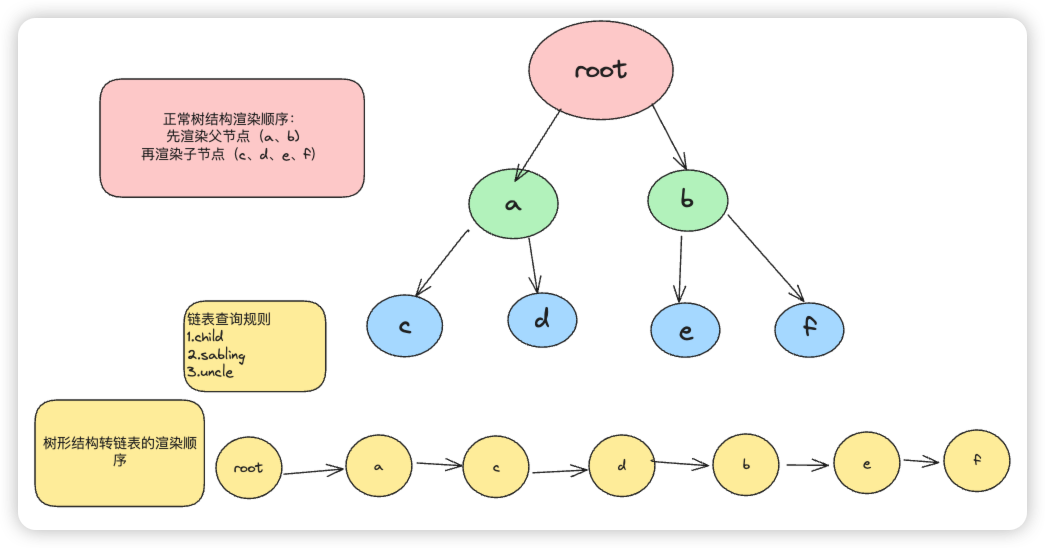 root
正常树结构渲染顺序:
先渲染父节点（a、b）
再渲染子节点（c、d、e、f）
a
b
c
d
e
f
链表查询规则
1.child
2.sabling
3.uncle
树形结构转链表的渲染顺
序
root
a
c
d
b
e
f